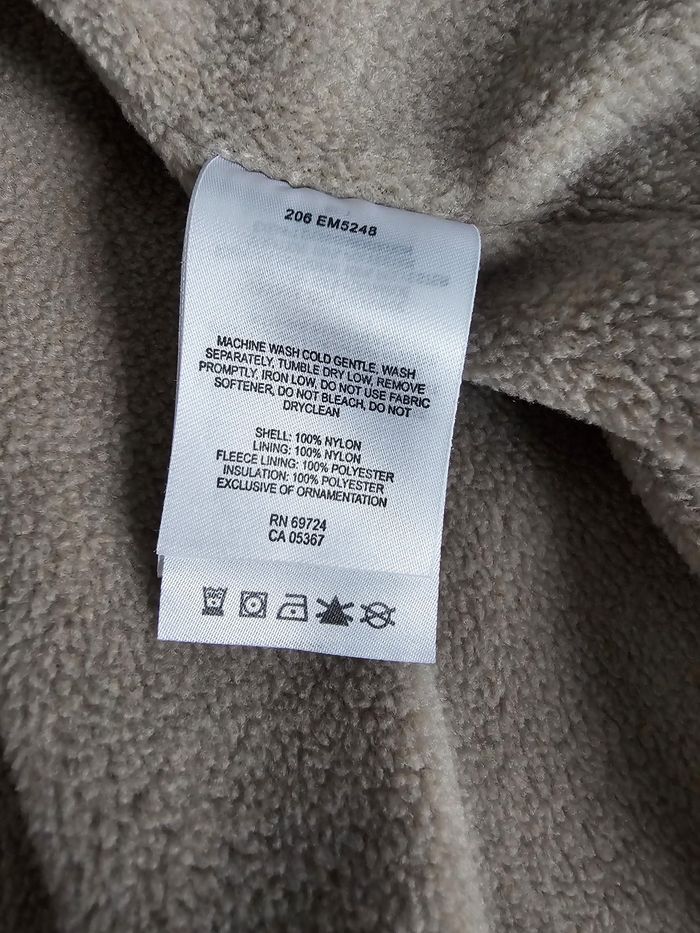 206 EM5248
MACHINE WASH COLD GENTLE, WASH
SEPARATELY, TUMBLE DRY LOW, REMOVE
PROMPTLY, IRON LOW, DO NOT USE FABRIC
SOFTENER, DO NOT BLEACH, DO NOT
DRYCLEAN
SHELL: 100% NYLON
LINING: 100% NYLON
FLEECE LINING: 100% POLYESTER
INSULATION: 100% POLYESTER
EXCLUSIVE OF ORNAMENTATION
RN 69724
CA 05367
30C